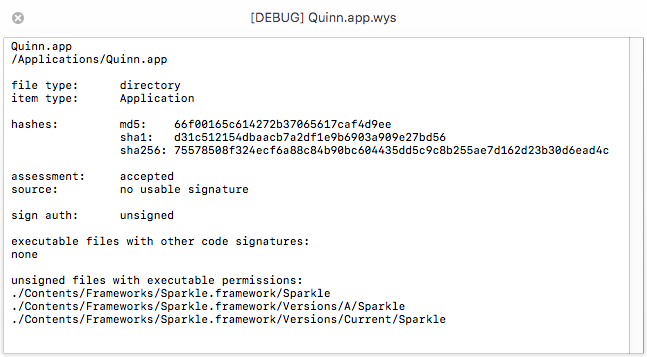 [DEBUG] Quinn.app.wys
Quinn.app
/Applications/Quinn.app
file type: directory
item type: Application
hashes: md5: 66f00165c614272b37065617caf4d9ee
sha1: d31c512154dbaacb7a2df1e9b6903a909e27bd56
sha256: 75578508f324ecf6a88c84b90bc604435dd5c9c8b255ae7d162d23b30d6ead4c
assessment: accepted
source: no usable signature
sign auth: unsigned
executable files with other code signatures:
none
unsigned files with executable permissions:
./Contents/Frameworks/Sparkle.framework/Sparkle
./Contents/Frameworks/Sparkle.framework/Versions/A/Sparkle
./Contents/Frameworks/Sparkle.framework/Versions/Current/Sparkle